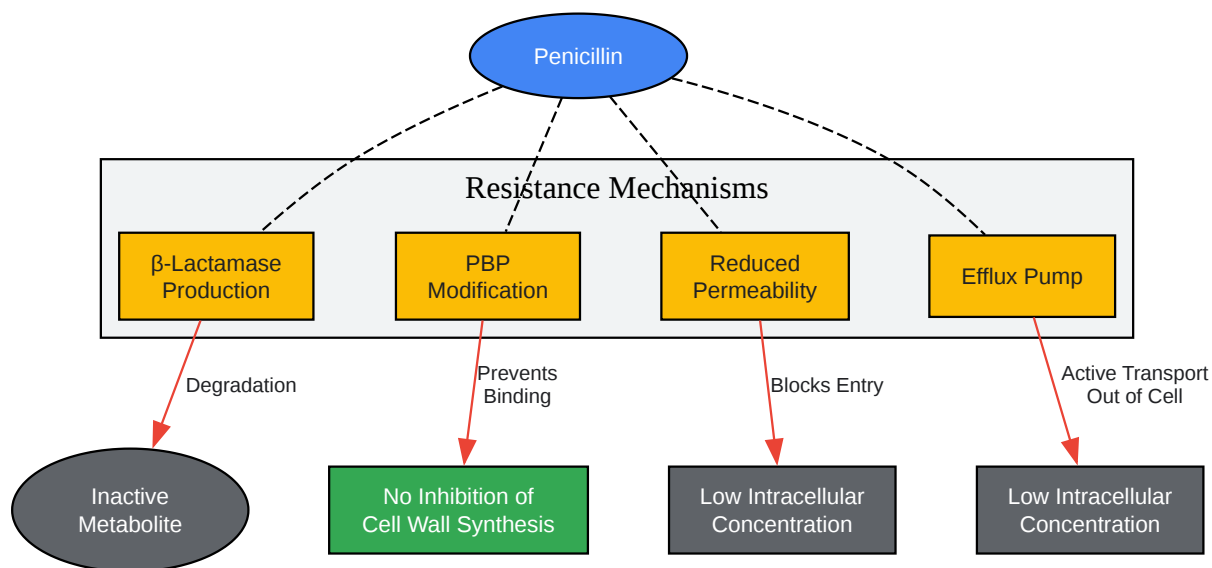 Penicillin
Resistance Mechanisms
β-Lactamase
Production
PBP
Modification
Reduced
Permeability
Efflux Pump
Degradation
Prevents
Binding
Blocks Entry
Active Transport
Out of Cell
Inactive
Metabolite
No Inhibition of
Cell Wall Synthesis
Low Intracellular
Concentration
Low Intracellular
Concentration